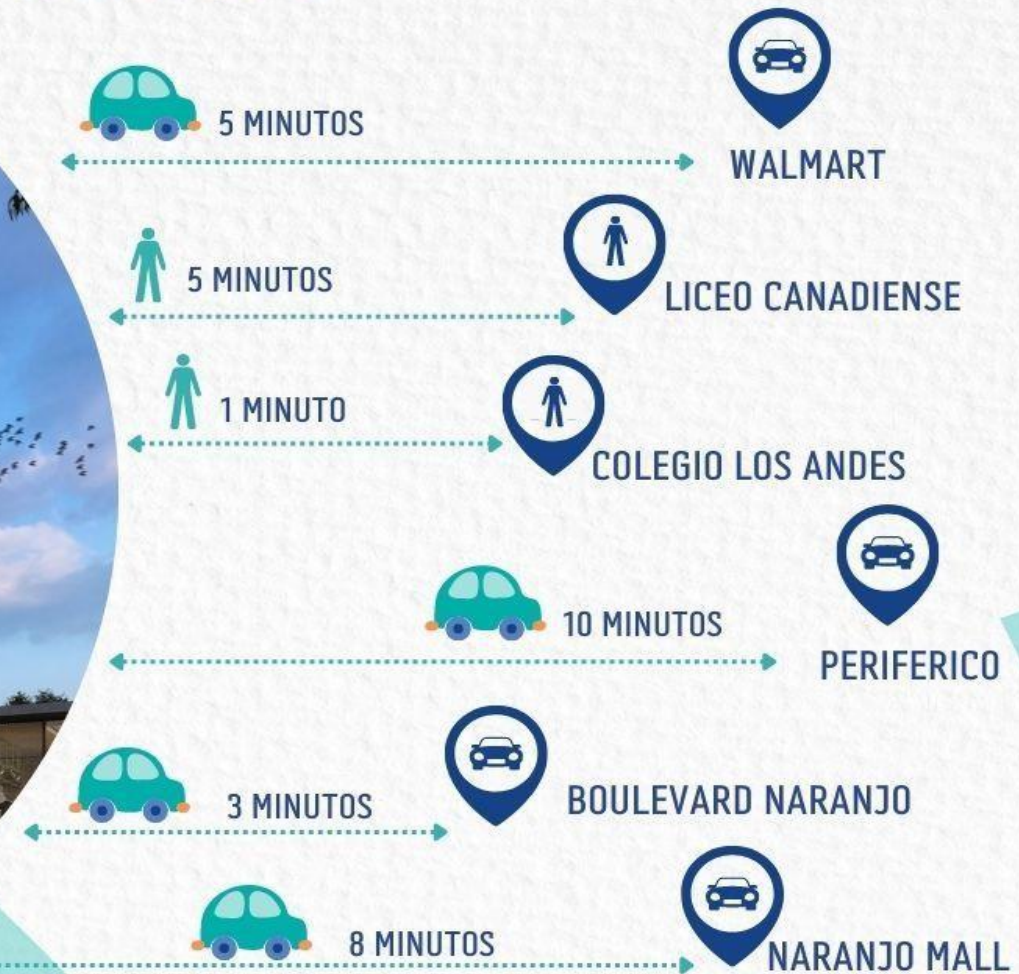 5 MINUTOS
WALMART
5 MINUTOS
LICEO CANADIENSE
1 MINUTO
COLEGIO LOS ANDES
10 MINUTOS
PERIFERICO
3 MINUTOS
BOULEVARD NARANJO
8 MINUTOS
NARANJO MALL